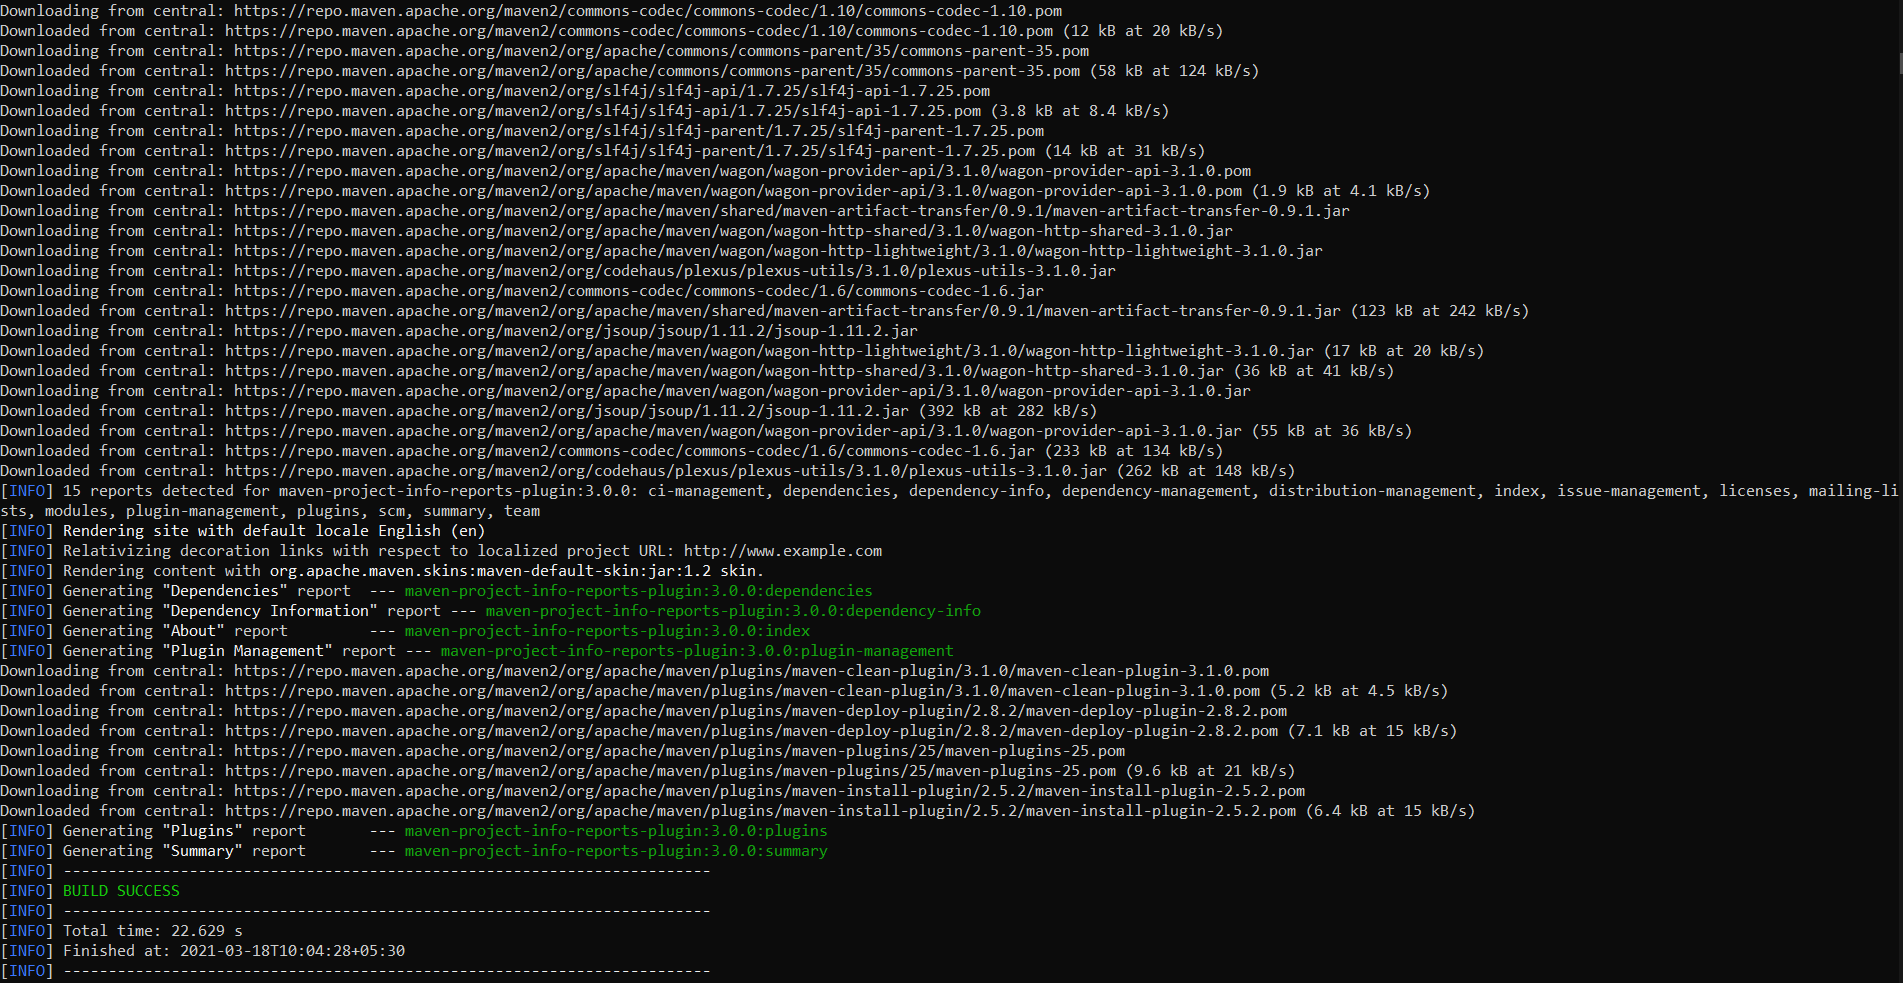 Downloading from central: https://repo.maven.apache.org/maven2/commons-codec/commons-codec/1.10/commons-codec-1.10.pom
Downloaded from central: https://repo.maven.apache.org/maven2/commons-codec/commons-codec/1.10/commons-codec-1.10.pom (12 kB at 20 kB/s)
Downloading from central: https://repo.maven.apache.org/maven2/org/apache/commons/commons-parent/35/commons-parent-35.pom
Downloaded from central: https://repo.maven.apache.org/maven2/org/apache/commons/commons-parent/35/commons-parent-35.pom (58 kB at 124 kB/s)
Downloading from central: https://repo.maven.apache.org/maven2/org/slf4j/slf4j-api/1.7.25/slf4j-api-1.7.25.pom
Downloaded from central: https://repo.maven.apache.org/maven2/org/slf4j/slf4j-api/1.7.25/slf4j-api-1.7.25.pom (3.8 kB at 8.4 kB/s)
Downloading from central: https://repo.maven.apache.org/maven2/org/slf4j/slf4j-parent/1.7.25/slf4j-parent-1.7.25.pom
Downloaded from central: https://repo.maven.apache.org/maven2/org/slf4j/slf4j-parent/1.7.25/slf4j-parent-1.7.25.pom (14 kB at 31 kB/s)
Downloading from central: https://repo.maven.apache.org/maven2/org/apache/maven/wagon/wagon-provider-api/3.1.0/wagon-provider-api-3.1.0.pom
Downloaded from central: https://repo.maven.apache.org/maven2/org/apache/maven/wagon/wagon-provider-api/3.1.0/wagon-provider-api-3.1.0.pom (1.9 kB at 4.1 kB/s)
Downloading from central: https://repo.maven.apache.org/maven2/org/apache/maven/shared/maven-artifact-transfer/0.9.1/maven-artifact-transfer-0.9.1.jar
Downloading from central: https://repo.maven.apache.org/maven2/org/apache/maven/wagon/wagon-http-shared/3.1.0/wagon-http-shared-3.1.0.jar
Downloading from central: https://repo.maven.apache.org/maven2/org/apache/maven/wagon/wagon-http-lightweight/3.1.0/wagon-http-lightweight-3.1.0.jar
Downloading from central: https://repo.maven.apache.org/maven2/org/codehaus/plexus/plexus-utils/3.1.0/plexus-utils-3.1.0.jar
Downloading from central: https://repo.maven.apache.org/maven2/commons-codec/commons-codec/1.6/commons-codec-1.6.jar
Downloaded from central: https://repo.maven.apache.org/maven2/org/apache/maven/shared/maven-artifact-transfer/0.9.1/maven-artifact-transfer-0.9.1.jar (123 kB at 242 kB/s)
Downloading from central: https://repo.maven.apache.org/maven2/org/jsoup/jsoup/1.11.2/jsoup-1.11.2.jar
Downloaded from central: https://repo.maven.apache.org/maven2/org/apache/maven/wagon/wagon-http-lightweight/3.1.0/wagon-http-lightweight-3.1.0.jar (17 kB at 20 kB/s)
Downloaded from central: https://repo.maven.apache.org/maven2/org/apache/maven/wagon/wagon-http-shared/3.1.0/wagon-http-shared-3.1.0.jar (36 kB at 41 kB/s)
Downloading from central: https://repo.maven.apache.org/maven2/org/apache/maven/wagon/wagon-provider-api/3.1.0/wagon-provider-api-3.1.0.jar
Downloaded from central: https://repo.maven.apache.org/maven2/org/jsoup/jsoup/1.11.2/jsoup-1.11.2.jar (392 kB at 282 kB/s)
Downloaded from central: https://repo.maven.apache.org/maven2/org/apache/maven/wagon/wagon-provider-api/3.1.0/wagon-provider-api-3.1.0.jar (55 kB at 36 kB/s)
Downloaded from central: https://repo.maven.apache.org/maven2/commons-codec/commons-codec/1.6/commons-codec-1.6.jar (233 kB at 134 kB/s)
Downloaded from central: https://repo.maven.apache.org/maven2/org/codehaus/plexus/plexus-utils/3.1.0/plexus-utils-3.1.0.jar (262 kB at 148 kB/s)
[INFO] 15 reports detected for maven-project-info-reports-plugin:3.0.0: ci-management, dependencies, dependency-info, dependency-management, distribution-management, index, issue-management, licenses, mailing-li
sts, modules, plugin-management, plugins, scm, summary, team
[INFO] Rendering site with default locale English (en)
[INFO] Relativizing decoration links with respect to localized project URL: http://www.example.com
[INFO] Rendering content with org.apache.maven.skins:maven-default-skin:jar:1.2 skin.
[INFO] Generating "Dependencies" report  --- maven-project-info-reports-plugin:3.0.0:dependencies
[INFO] Generating "Dependency Information" report --- maven-project-info-reports-plugin:3.0.0:dependency-info
[INFO] Generating "About" report         --- maven-project-info-reports-plugin:3.0.0:index
[INFO] Generating "Plugin Management" report --- maven-project-info-reports-plugin:3.0.0:plugin-management
Downloading from central: https://repo.maven.apache.org/maven2/org/apache/maven/plugins/maven-clean-plugin/3.1.0/maven-clean-plugin-3.1.0.pom
Downloaded from central: https://repo.maven.apache.org/maven2/org/apache/maven/plugins/maven-clean-plugin/3.1.0/maven-clean-plugin-3.1.0.pom (5.2 kB at 4.5 kB/s)
Downloading from central: https://repo.maven.apache.org/maven2/org/apache/maven/plugins/maven-deploy-plugin/2.8.2/maven-deploy-plugin-2.8.2.pom
Downloaded from central: https://repo.maven.apache.org/maven2/org/apache/maven/plugins/maven-deploy-plugin/2.8.2/maven-deploy-plugin-2.8.2.pom (7.1 kB at 15 kB/s)
Downloading from central: https://repo.maven.apache.org/maven2/org/apache/maven/plugins/maven-plugins/25/maven-plugins-25.pom
Downloaded from central: https://repo.maven.apache.org/maven2/org/apache/maven/plugins/maven-plugins/25/maven-plugins-25.pom (9.6 kB at 21 kB/s)
Downloading from central: https://repo.maven.apache.org/maven2/org/apache/maven/plugins/maven-install-plugin/2.5.2/maven-install-plugin-2.5.2.pom
Downloaded from central: https://repo.maven.apache.org/maven2/org/apache/maven/plugins/maven-install-plugin/2.5.2/maven-install-plugin-2.5.2.pom (6.4 kB at 15 kB/s)
[INFO] Generating "Plugins" report       --- maven-project-info-reports-plugin:3.0.0:plugins
[INFO] Generating "Summary" report       --- maven-project-info-reports-plugin:3.0.0:summary
[INFO] ------------------------------------------------------------------------
[INFO] BUILD SUCCESS
[INFO] ------------------------------------------------------------------------
[INFO] Total time: 22.629 s
[INFO] Finished at: 2021-03-18T10:04:28+05:30
[INFO] ------------------------------------------------------------------------